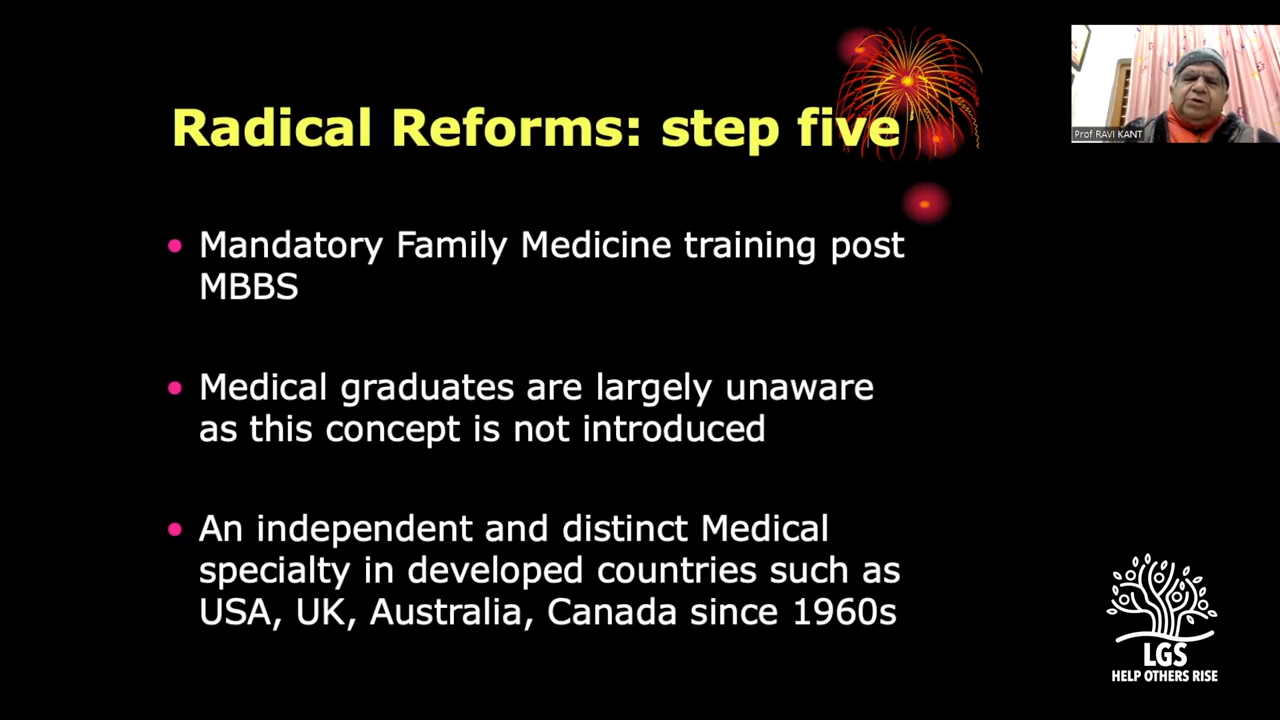 Radical Reforms: step five
Prof RAVI KANT
• Mandatory Family Medicine training post
MBBS
• Medical graduates are largely unaware
as this concept is not introduced
• An independent and distinct Medical
specialty in developed countries such as
USA, UK, Australia, Canada since 1960s
LGS
HELP OTHERS RISE